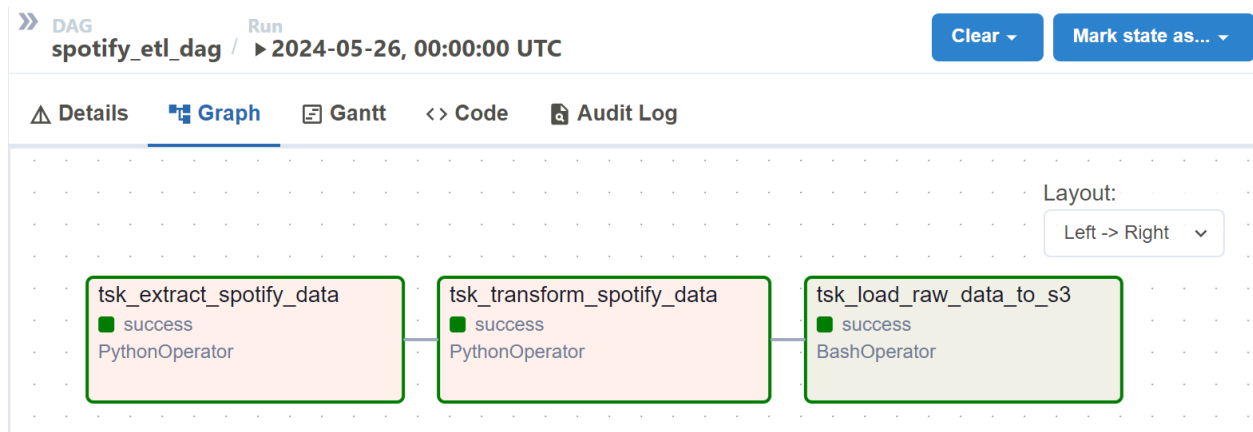 DAG
spotify_etl_dag
/
Run
2024-05-26, 00:00:00 UTC
Clear
Mark state as...
Details
Graph
Gantt
<> Code
Audit Log
Layout:
Left -> Right
tsk_extract_spotify_data
success
PythonOperator
tsk_transform_spotify_data
success
PythonOperator
tsk_load_raw_data_to_s3
success
BashOperator